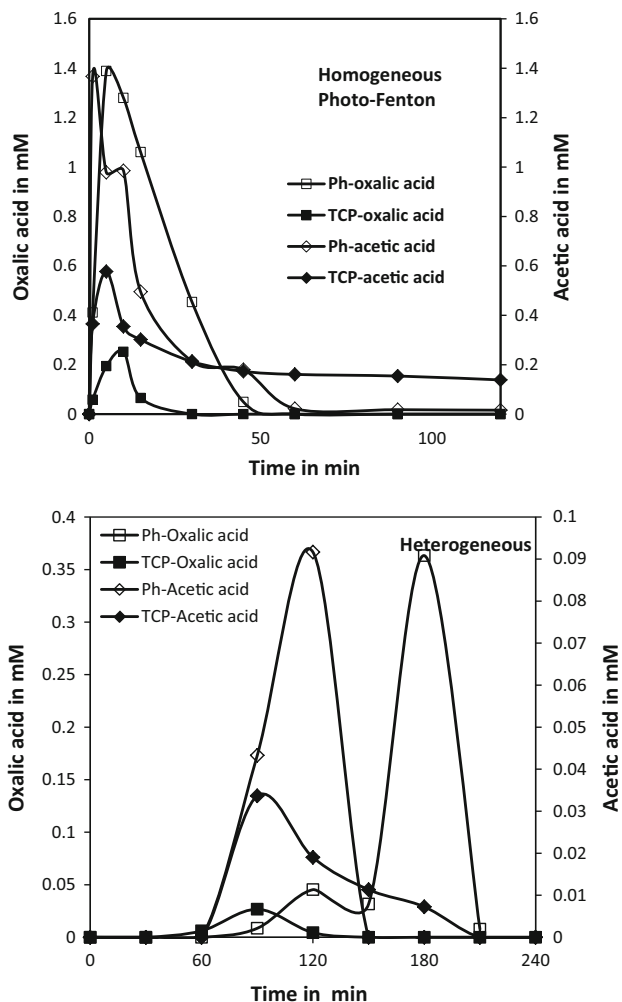 1.6
1.4
1.2
1
0.8
0.6
0.4
0.2
0
Oxalic acid in mM
Homogeneous
Photo-Fenton
Ph-oxalic acid
TCP-oxalic acid
Ph-acetic acid
TCP-acetic acid
1.6
1.4
1.2
1
0.8
0.6
0.4
0.2
0
Acetic acid in mM
0 50 100
Time in min
0.4
0.35
0.3
0.25
0.2
0.15
0.1
0.05
0
Oxalic acid in mM
Ph-Oxalic acid
TCP-Oxalic acid
Ph-Acetic acid
TCP-Acetic acid
Heterogeneous
0.1
0.09
0.08
0.07
0.06
0.05
0.04
0.03
0.02
0.01
0
Acetic acid in mM
0 60 120 180 240
Time in min